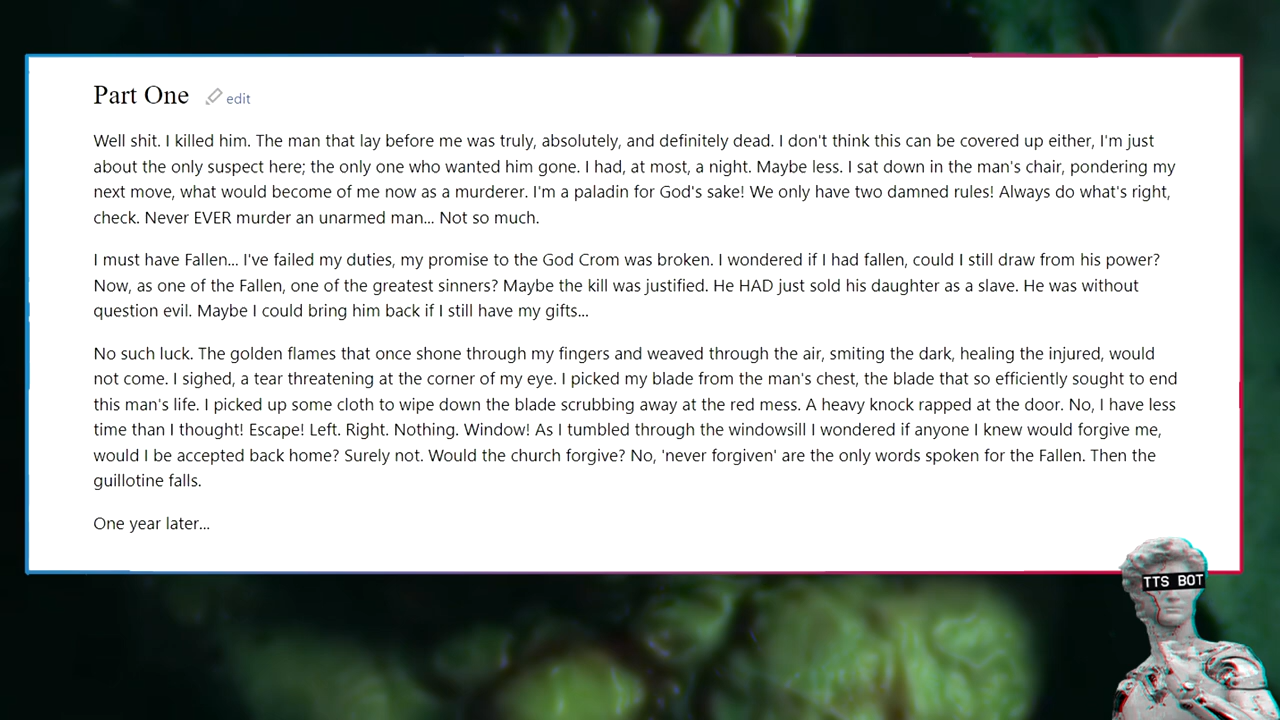 Part One edit
Well shit. I killed him. The man that lay before me was truly, absolutely, and definitely dead. I don't think this can be covered up either, I'm just
about the only suspect here; the only one who wanted him gone. I had, at most, a night. Maybe less. I sat down in the man's chair, pondering my
next move, what would become of me now as a murderer. I'm a paladin for God's sake! We only have two damned rules! Always do what's right,
check. Never EVER murder an unarmed man... Not so much.
I must have Fallen... I've failed my duties, my promise to the God Crom was broken. I wondered if I had fallen, could I still draw from his power?
Now, as one of the Fallen, one of the greatest sinners? Maybe the kill was justified. He HAD just sold his daughter as a slave. He was without
question evil. Maybe I could bring him back if I still have my gifts...
No such luck. The golden flames that once shone through my fingers and weaved through the air, smiting the dark, healing the injured, would
not come. I sighed, a tear threatening at the corner of my eye. I picked my blade from the man's chest, the blade that so efficiently sought to end
this man's life. I picked up some cloth to wipe down the blade scrubbing away at the red mess. A heavy knock rapped at the door. No, I have less
time than I thought! Escape! Left. Right. Nothing. Window! As I tumbled through the windowsill I wondered if anyone I knew would forgive me,
would I be accepted back home? Surely not. Would the church forgive? No, 'never forgiven' are the only words spoken for the Fallen. Then the
guillotine falls.
One year later...
TTS BOT